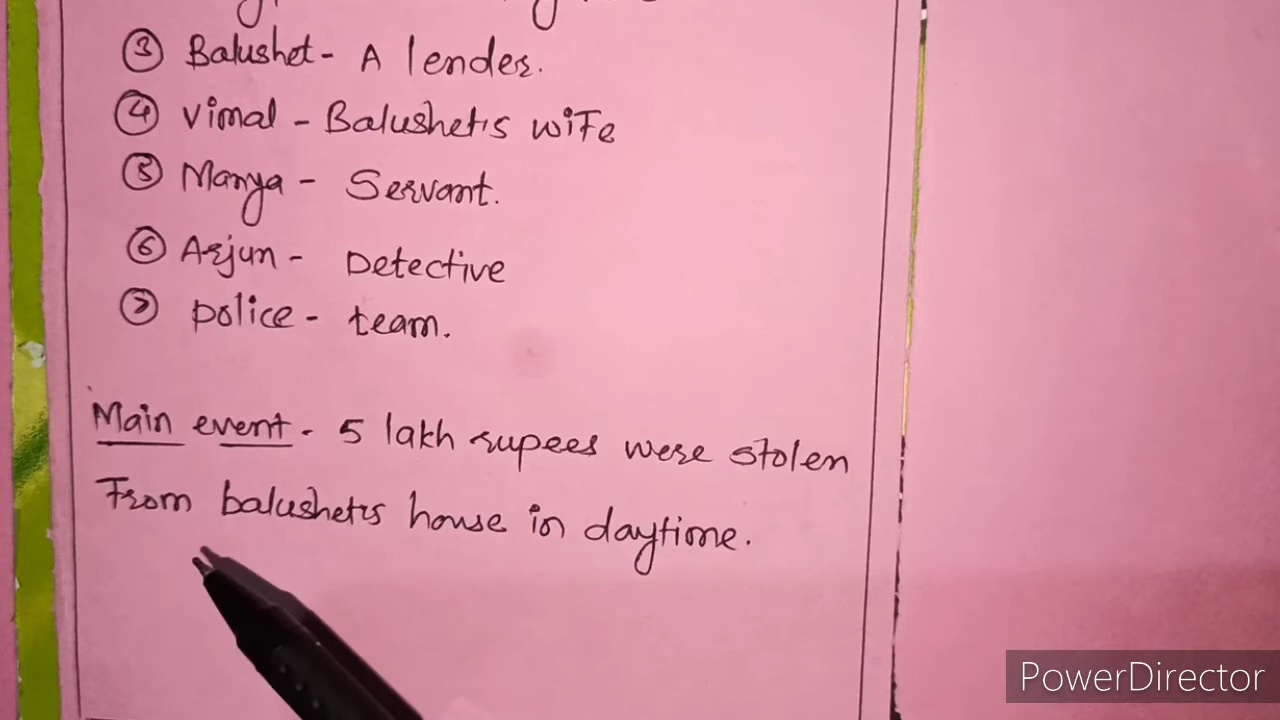 ③ Balushet - A lender.
④ Vimal - Balushet's wife
⑤ Manya - Servant.
⑥ Arjun - Detective
⑦ police - team.
Main event - 5 lakh rupees were stolen
From balushet's house in daytime.
PowerDirector